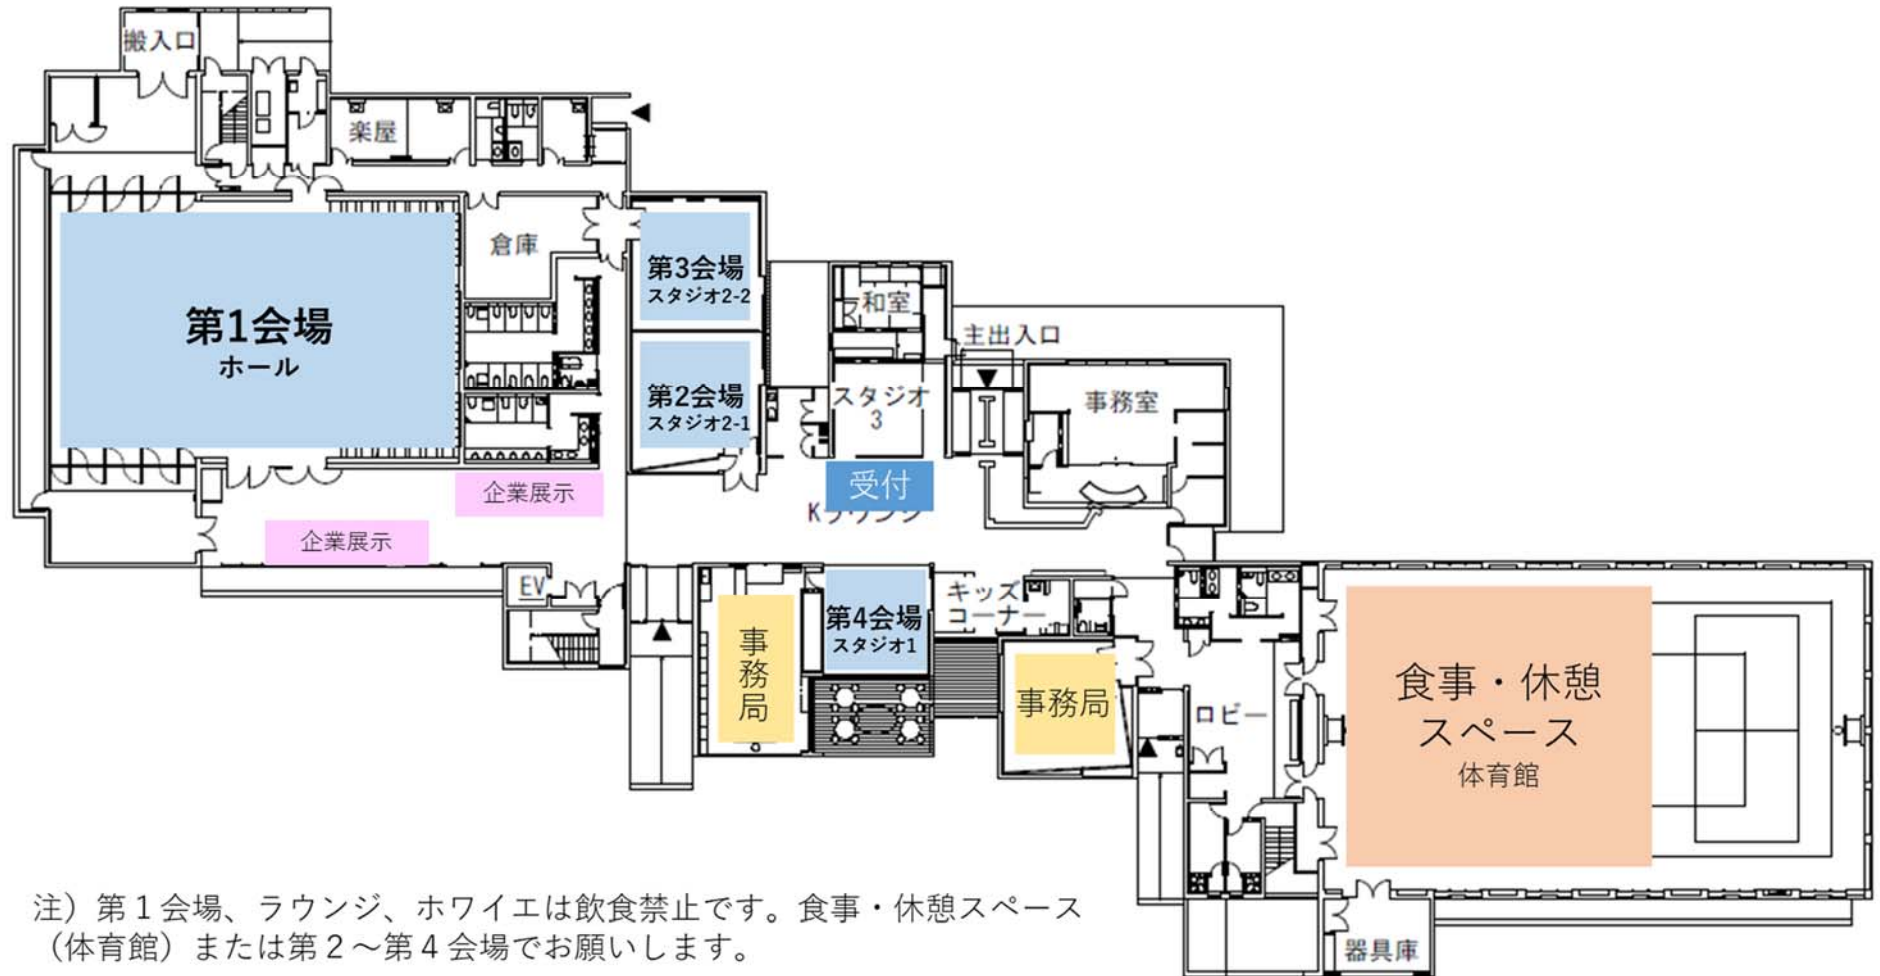 搬入口
楽屋
倉庫
第3会場
スタジオ2-2
第1会場
ホール
第2会場
スタジオ2-1
和室
主出入口
スタジオ
3
事務室
受付
Kラウンジ
企業展示
企業展示
EV
事務局
第4会場
スタジオ1
キッズ
コーナー
事務局
ロビー
食事・休憩
スペース
体育館
器具庫
注）第１会場、ラウンジ、ホワイエは飲食禁止です。食事・休憩スペース
（体育館）または第２～第４会場でお願いします。